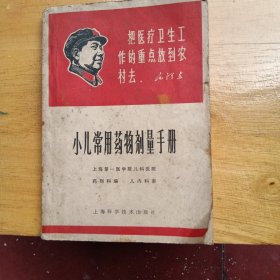 把医疗卫生工
作的重点放到农
村去。
毛泽东
小儿常用药物剂量手册
上海第一医学院儿科医院
药剂科编
儿内科审
上海科学技术出版社